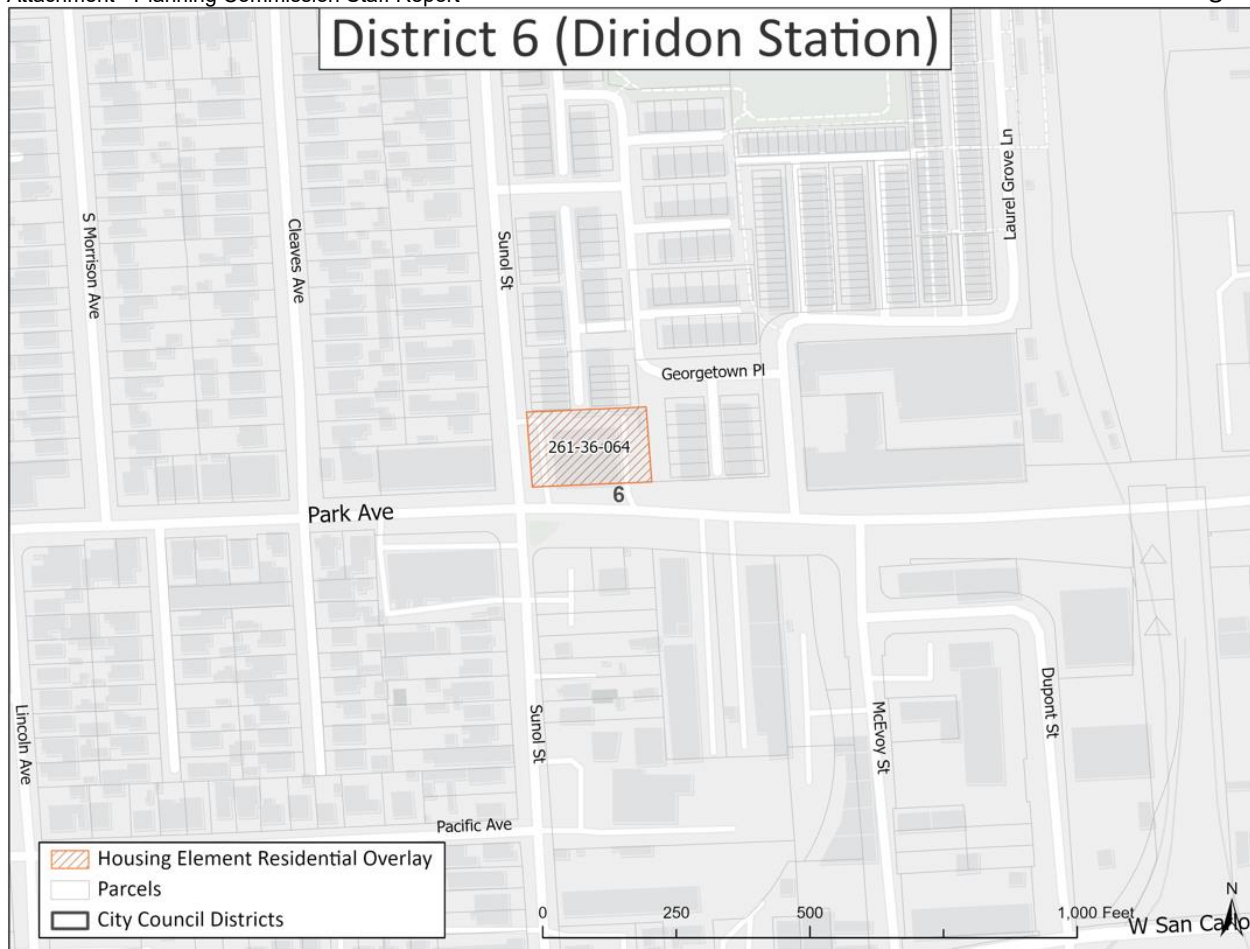 Attachment - Planning Commission Staff Report
District 6 (Diridon Station)
S Morrison Ave
Cleaves Ave
Sunol St
Laurel Grove Ln
Georgetown Pl
261-36-064
6
Park Ave
Lincoln Ave
Sunol St
McEvoy St
Dupont St
Pacific Ave
Housing Element Residential Overlay
Parcels
City Council Districts
0 250 500 1,000 Feet
N
W San Carlo